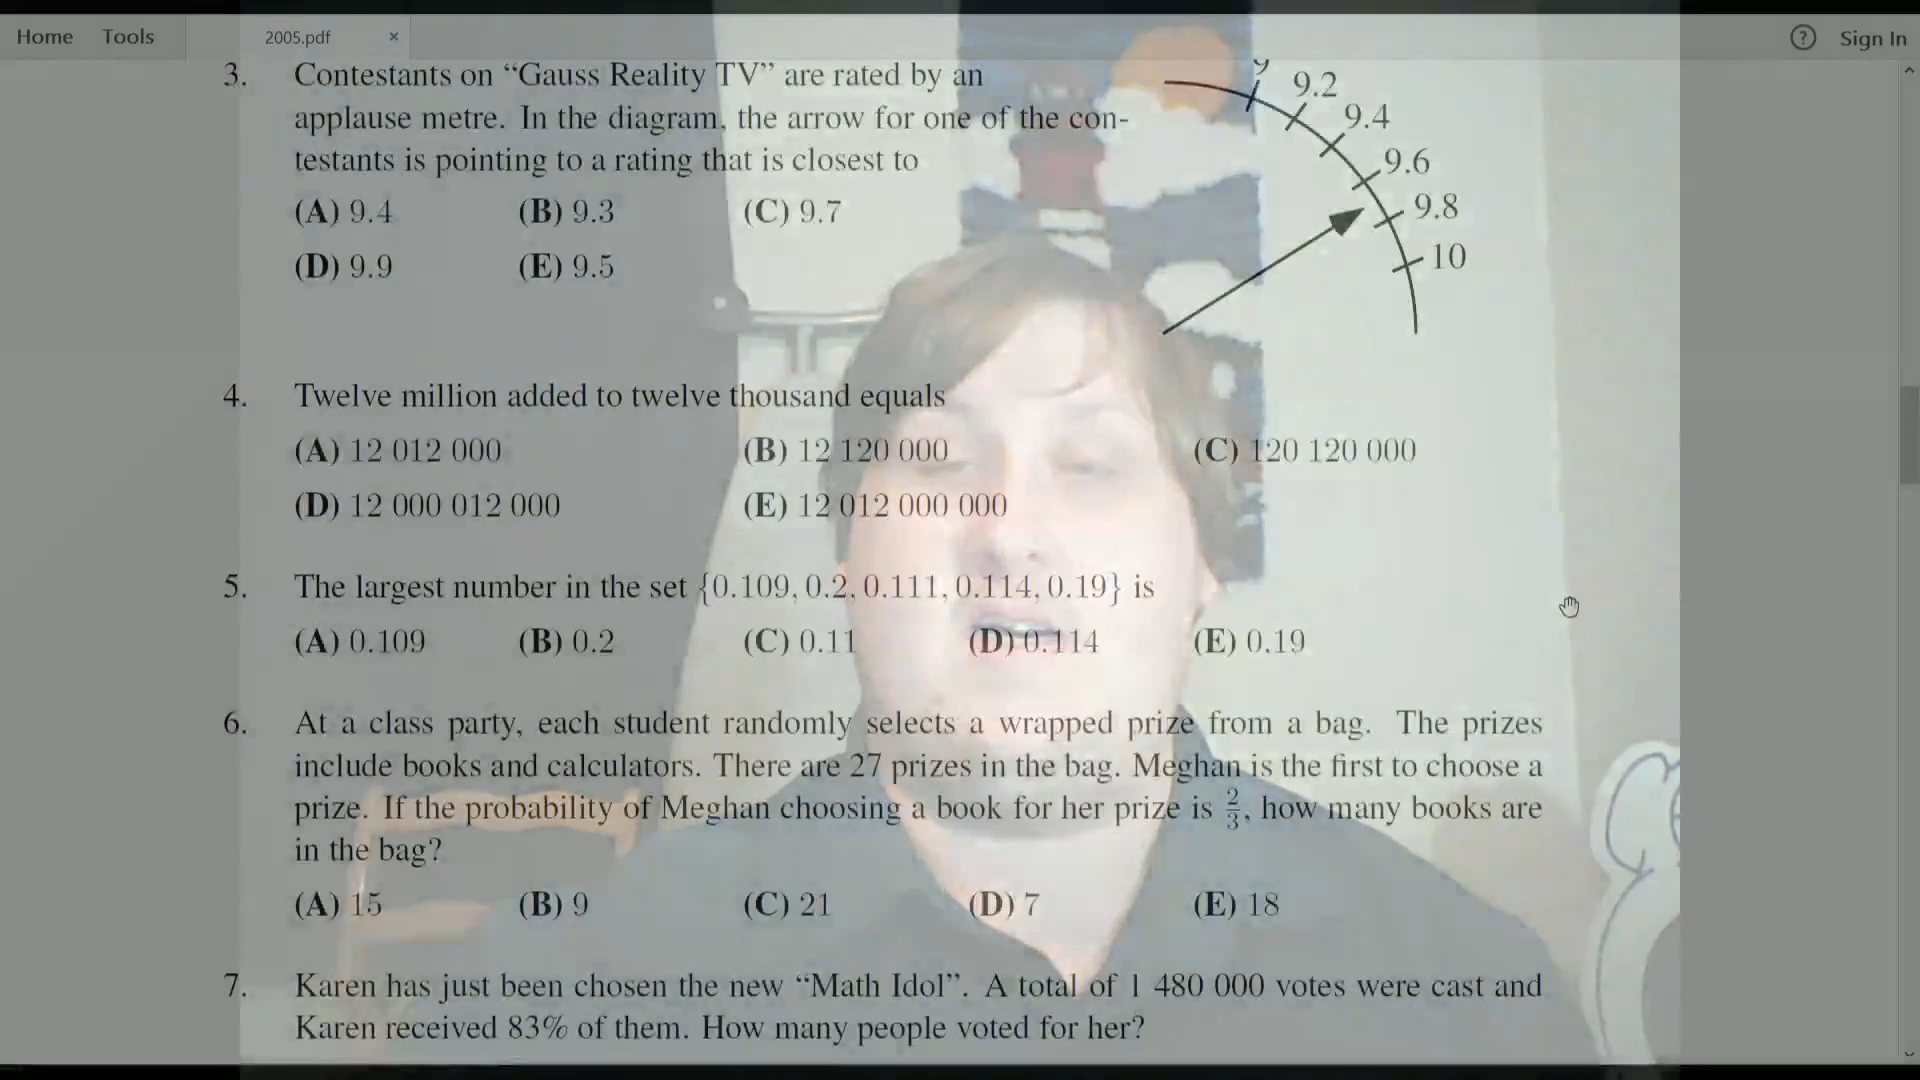 Home Tools 2005.pdf × ? Sign In
3. Contestants on “Gauss Reality TV” are rated by an
applause metre. In the diagram, the arrow for one of the con-
testants is pointing to a rating that is closest to
(A) 9.4 (B) 9.3 (C) 9.7
(D) 9.9 (E) 9.5
9
9.2
9.4
9.6
9.8
10
4. Twelve million added to twelve thousand equals
(A) 12 012 000 (B) 12 120 000 (C) 120 120 000
(D) 12 000 012 000 (E) 12 012 000 000
5. The largest number in the set {0.109, 0.2, 0.111, 0.114, 0.19} is
(A) 0.109 (B) 0.2 (C) 0.11 (D) 0.114 (E) 0.19
6. At a class party, each student randomly selects a wrapped prize from a bag. The prizes
include books and calculators. There are 27 prizes in the bag. Meghan is the first to choose a
prize. If the probability of Meghan choosing a book for her prize is 2/3, how many books are
in the bag?
(A) 15 (B) 9 (C) 21 (D) 7 (E) 18
7. Karen has just been chosen the new “Math Idol”. A total of 1 480 000 votes were cast and
Karen received 83% of them. How many people voted for her?